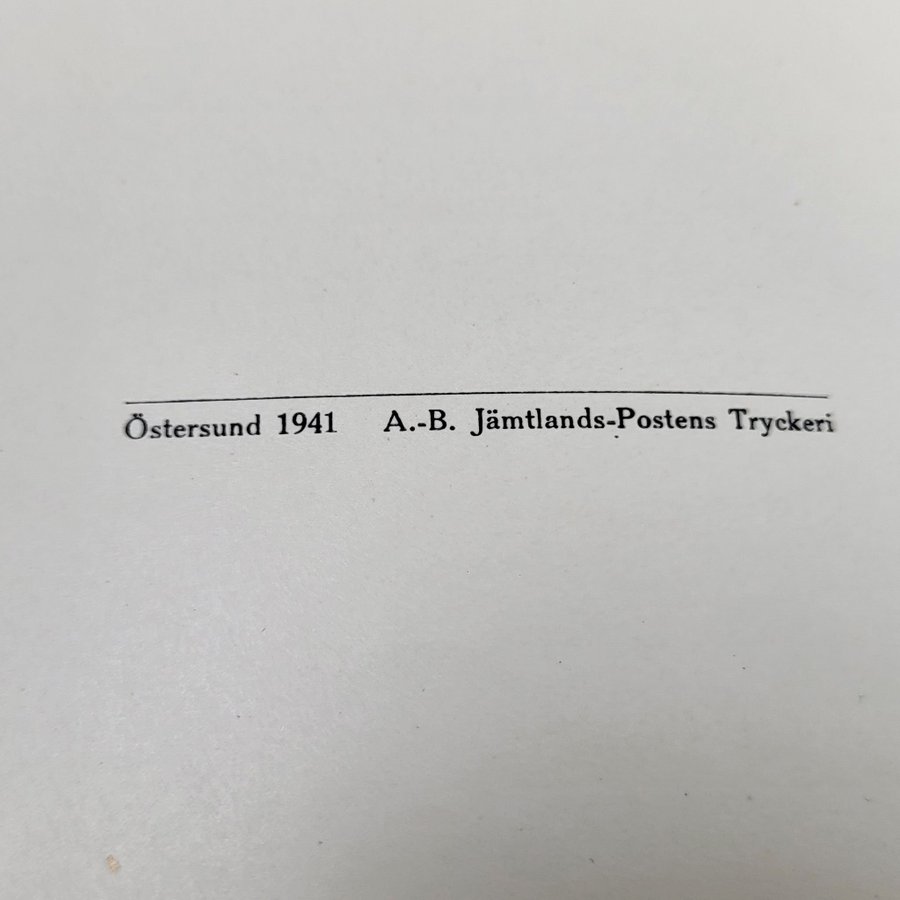 Östersund 1941 A.-B. Jämtlands-Postens Tryckeri